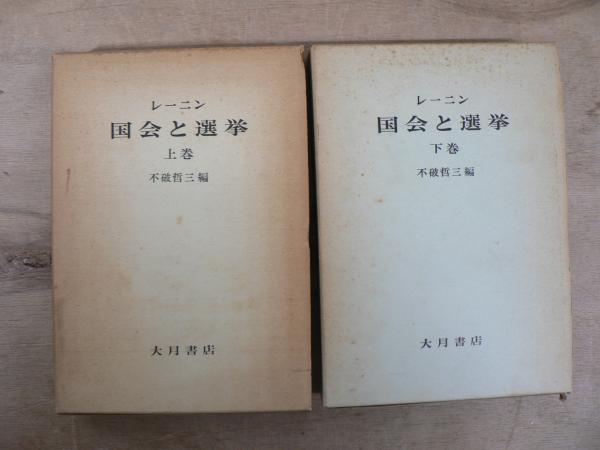 レーニン
国会と選挙
上巻
不破哲三編
大月書店
レーニン
国会と選挙
下巻
不破哲三編
大月書店